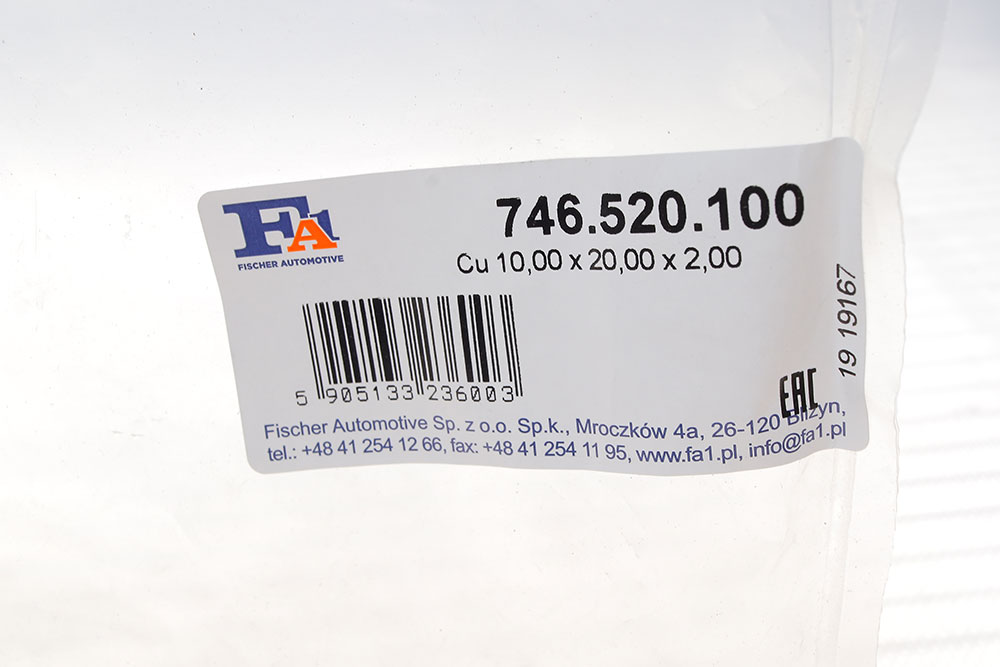 FA1
FISCHER AUTOMOTIVE
746.520.100
Cu 10,00 x 20,00 x 2,00
5 905133 236003
19 19167
EAC
Fischer Automotive Sp. z o.o. Sp.k., Mroczków 4a, 26-120 Bliżyn,
tel.: +48 41 254 12 66, fax: +48 41 254 11 95, www.fa1.pl, info@fa1.pl